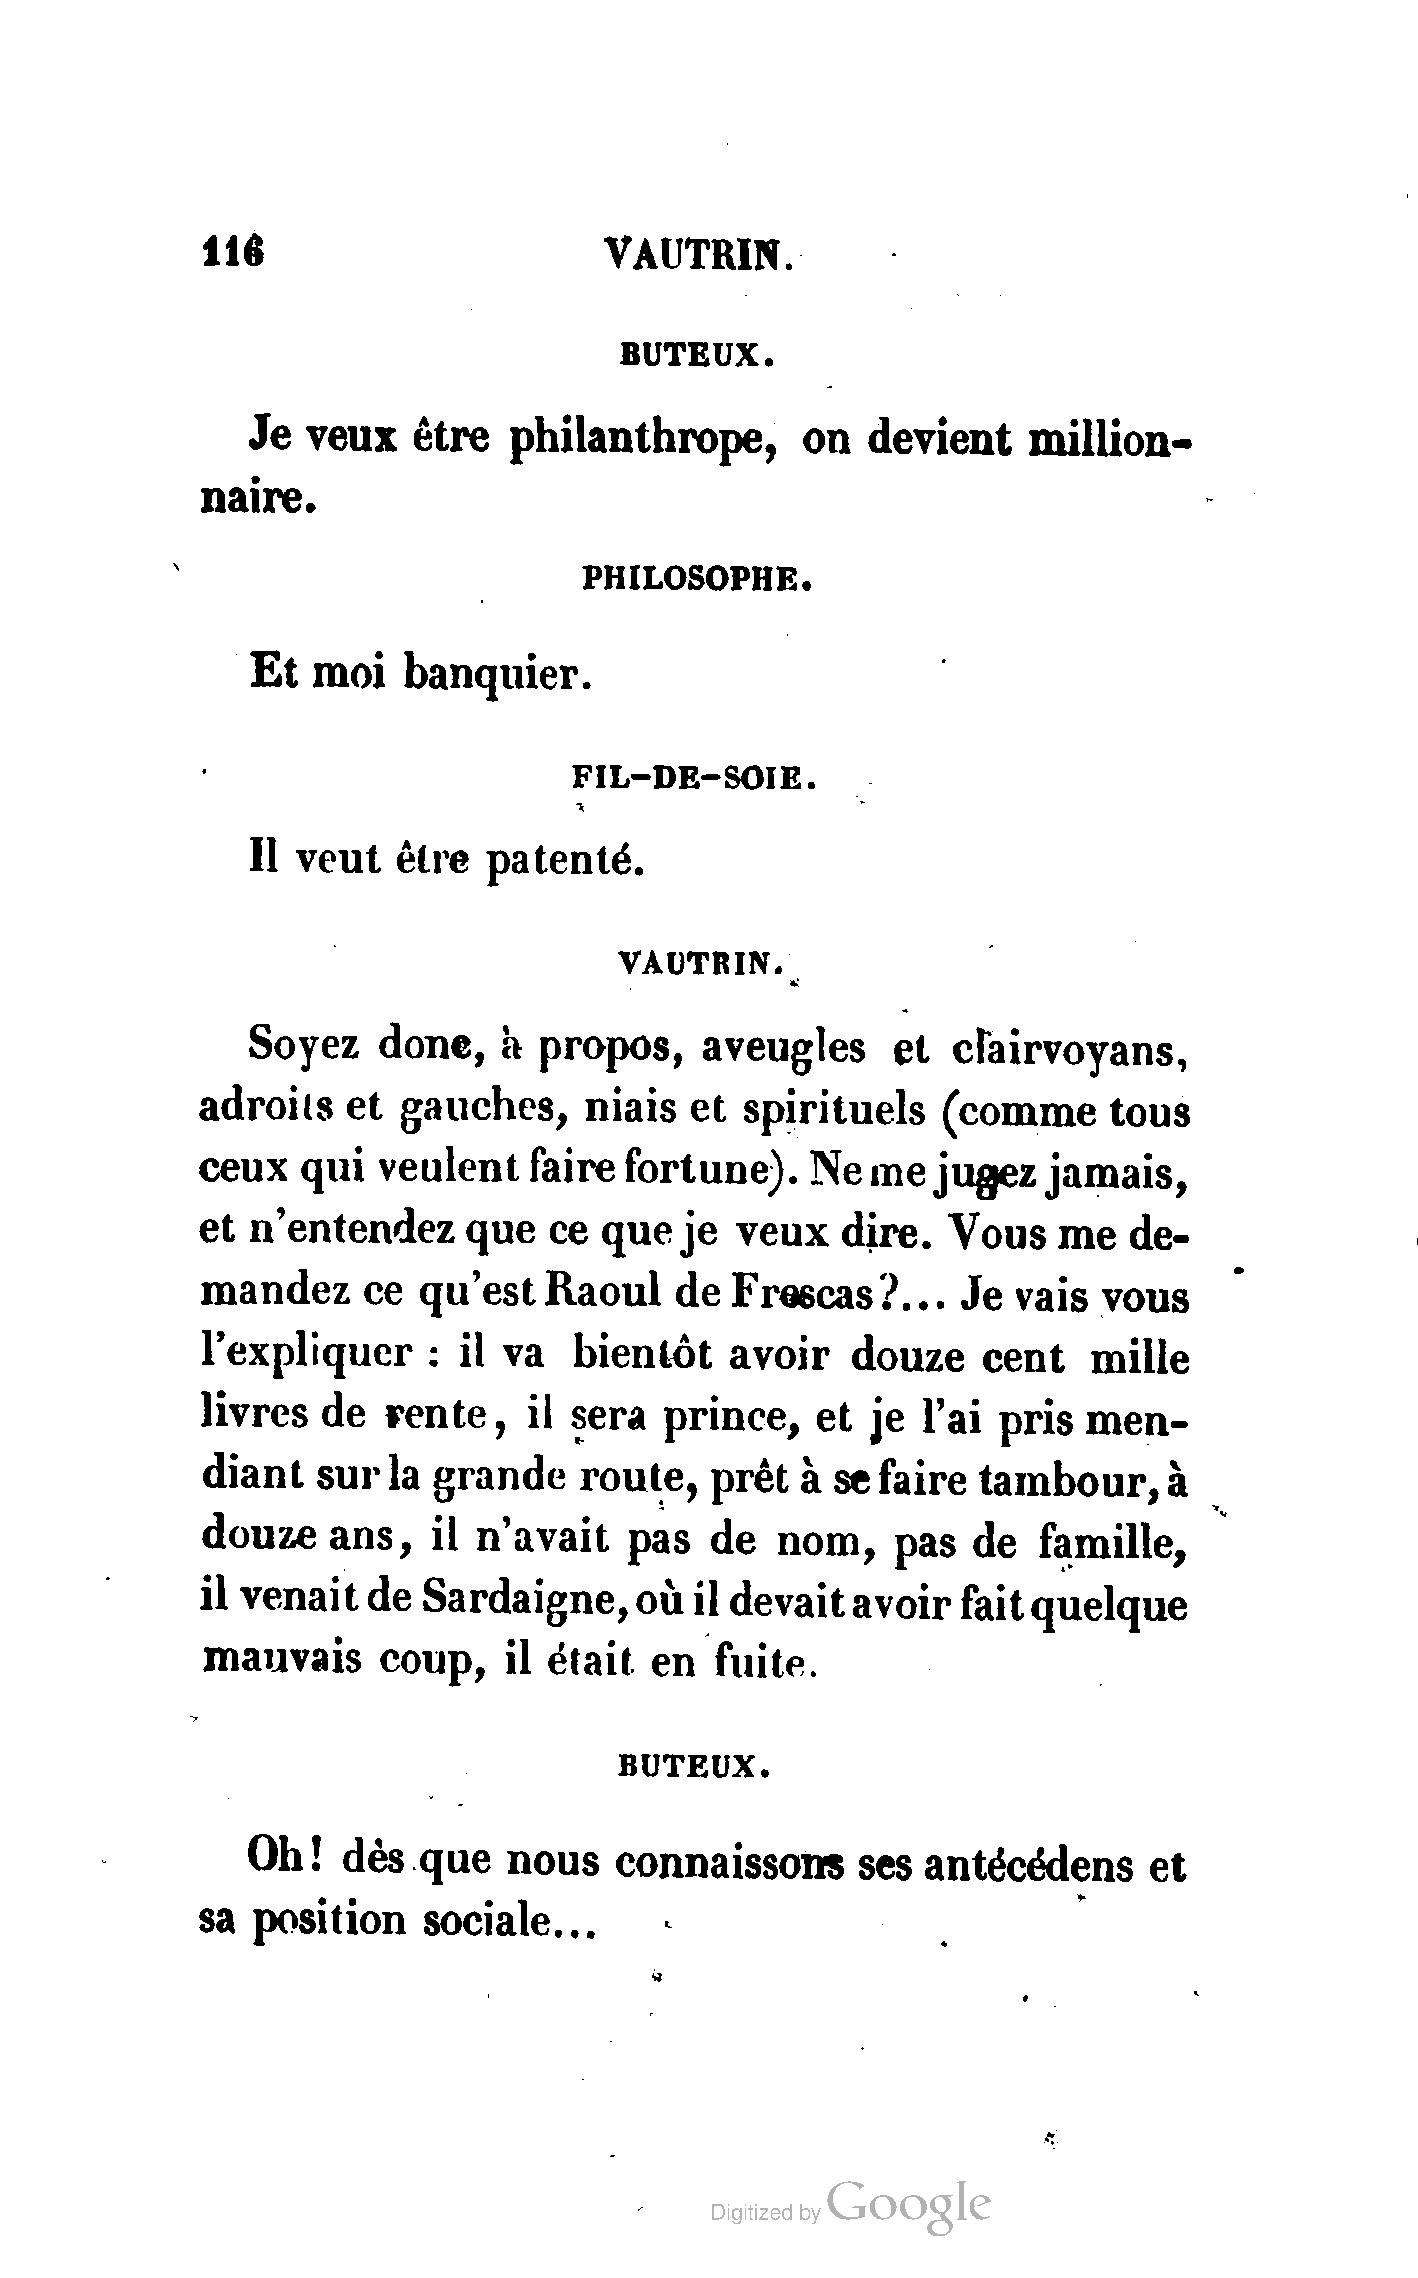 116 VAUTRIN.
BUTEUX.
Je veux être philanthrope, on devient million-
naire.
PHILOSOPHE.
Et moi banquier.
FIL-DE-SOIE.
Il veut être patenté.
VAUTRIN.
Soyez donc, à propos, aveugles et clairvoyans,
adroits et gauches, niais et spirituels (comme tous
ceux qui veulent faire fortune). Ne me jugez jamais,
et n'entendez que ce que je veux dire. Vous me de-
mandez ce qu'est Raoul de Frescas?... Je vais vous
l'expliquer : il va bientôt avoir douze cent mille
livres de rente, il sera prince, et je l'ai pris men-
diant sur la grande route, prêt à se faire tambour, à
douze ans, il n'avait pas de nom, pas de famille,
il venait de Sardaigne, où il devait avoir fait quelque
mauvais coup, il était en fuite.
BUTEUX.
Oh! dès que nous connaissons ses antécédens et
sa position sociale...
Digitized by Google